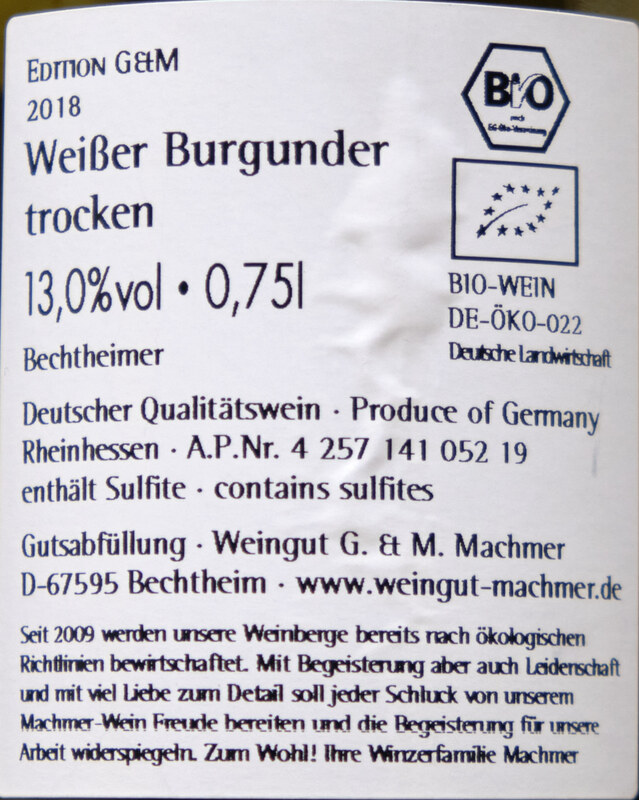 Edition G&M
2018
Weißer Burgunder
trocken
13,0%vol • 0,75l
Bechtheimer
BIO
nach
EG-Öko-Verordnung
BIO-WEIN
DE-ÖKO-022
Deutsche Landwirtschaft
Deutscher Qualitätswein · Produce of Germany
Rheinhessen · A.P.Nr. 4 257 141 052 19
enthält Sulfite · contains sulfites
Gutsabfüllung · Weingut G. & M. Machmer
D-67595 Bechtheim · www.weingut-machmer.de
Seit 2009 werden unsere Weinberge bereits nach ökologischen
Richtlinien bewirtschaftet. Mit Begeisterung aber auch Leidenschaft
und mit viel Liebe zum Detail soll jeder Schluck von unserem
Machmer-Wein Freude bereiten und die Begeisterung für unsere
Arbeit widerspiegeln. Zum Wohl! Ihre Winzerfamilie Machmer